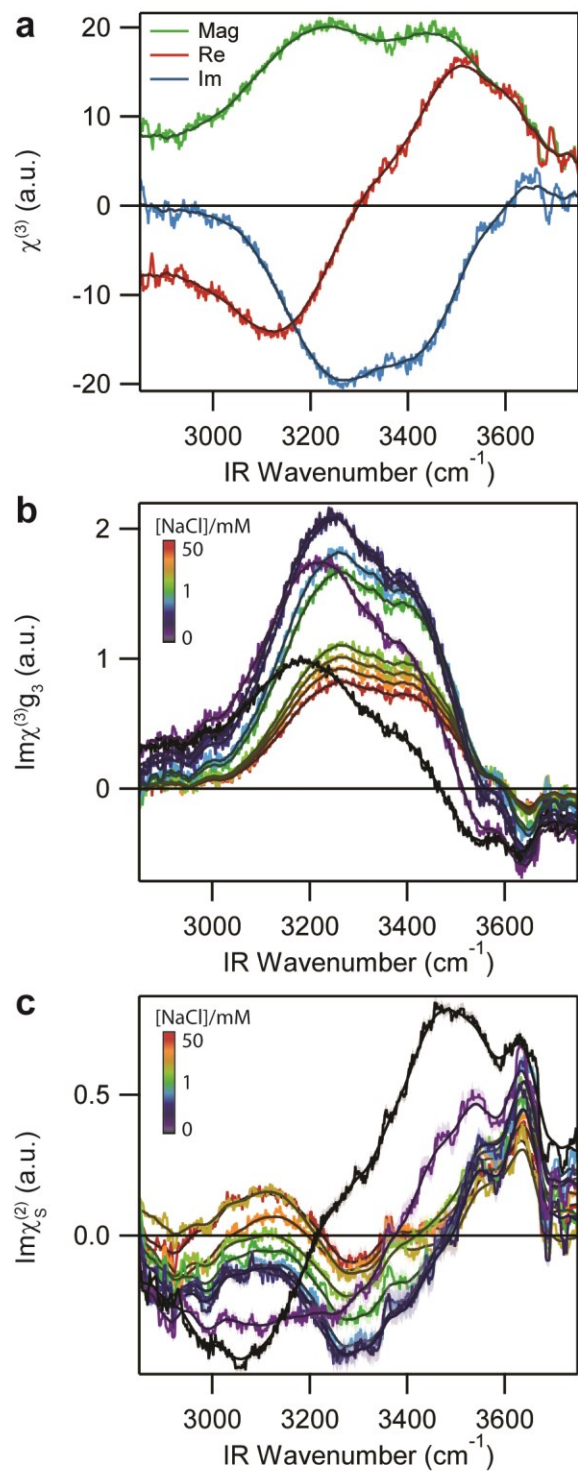 a
20
10
0
-10
-20
χ(3) (a.u.)
Mag
Re
Im
3000 3200 3400 3600
IR Wavenumber (cm-1)
b
[NaCl]/mM
50
1
0
2
1
0
Imχ(3)g3 (a.u.)
3000 3200 3400 3600
IR Wavenumber (cm-1)
c
[NaCl]/mM
50
1
0
0.5
0.0
ImχS(2) (a.u.)
3000 3200 3400 3600
IR Wavenumber (cm-1)